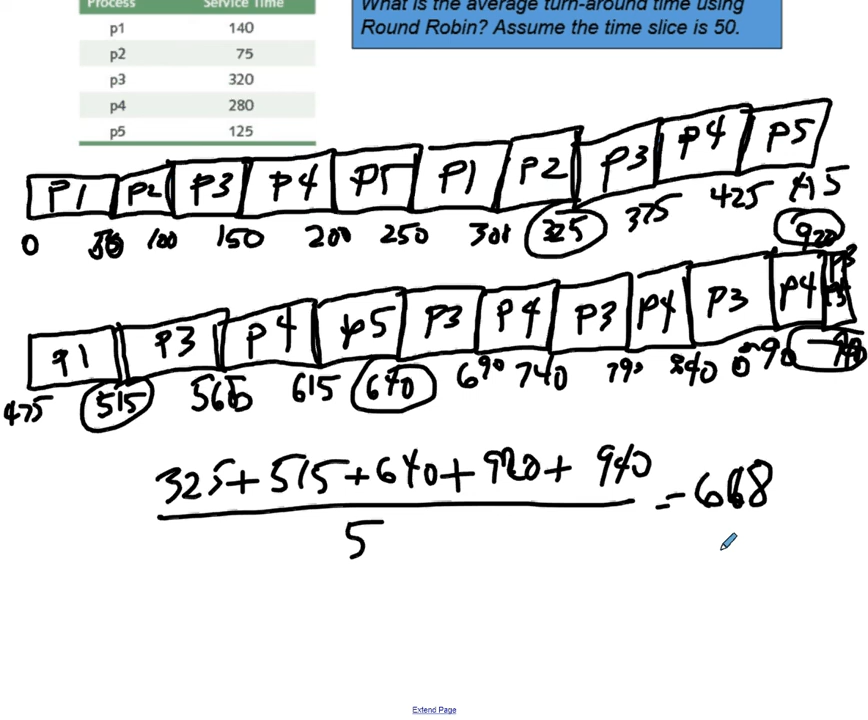 Process Service Time
What is the average turn-around time using
Round Robin? Assume the time slice is 50.
p1 140
p2 75
p3 320
p4 280
p5 125
P1 P2 P3 P4 P5 P1 P2 P3 P4 P5
0 50 100 150 200 250 300 325 375 425 475
920
P1 P3 P4 P5 P3 P4 P3 P4 P3 P4 P3
475 515 565 615 640 690 740 790 840 890 940
325+515+640+920+940
5
=668
Extend Page